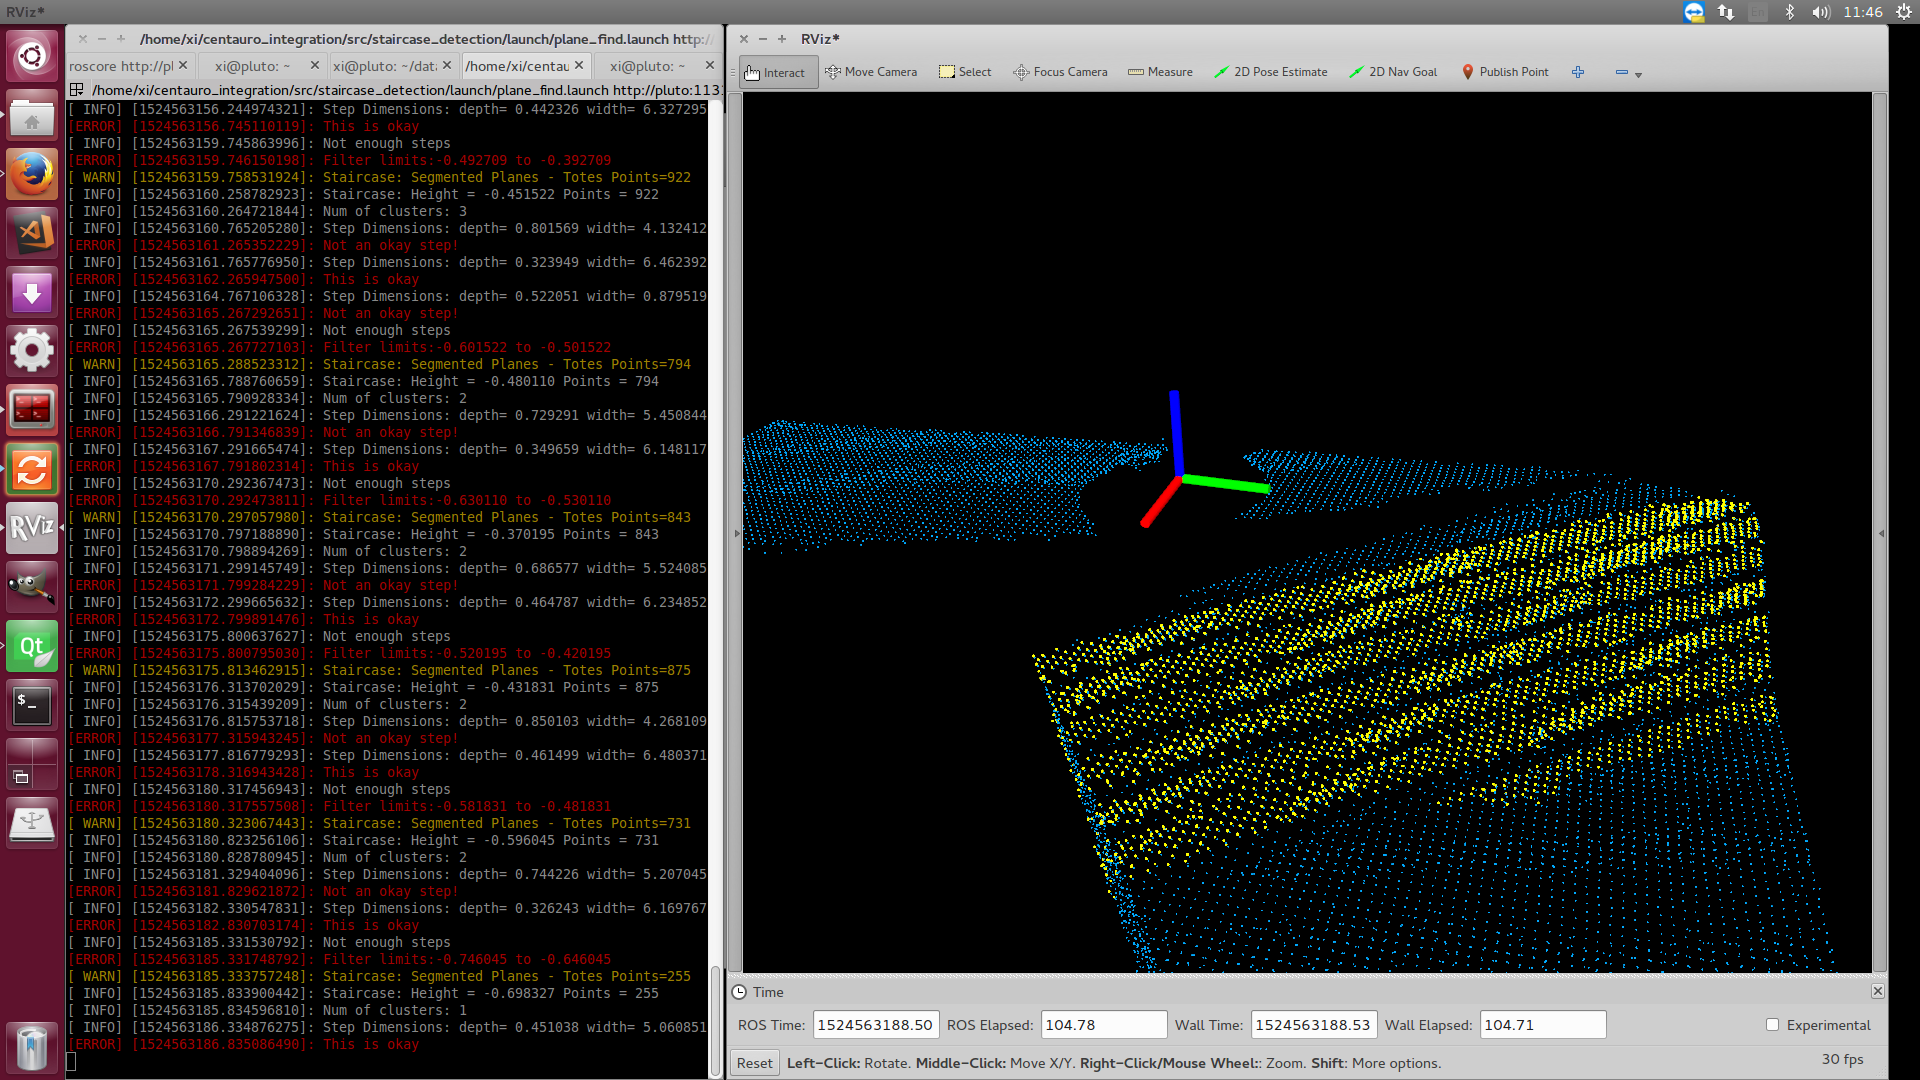 RViz*
En
11:46
/home/xi/centauro_integration/src/staircase_detection/launch/plane_find.launch http:/
roscore http://pl
xi@pluto: ~
xi@pluto: ~/data
/home/xi/centau
xi@pluto: ~
/home/xi/centauro_integration/src/staircase_detection/launch/plane_find.launch http://pluto:1131
[ INFO] [1524563156.244974321]: Step Dimensions: depth= 0.442326 width= 6.327295
[ERROR] [1524563156.745110119]: This is okay
[ INFO] [1524563159.745863996]: Not enough steps
[ERROR] [1524563159.746150198]: Filter limits:-0.492709 to -0.392709
[ WARN] [1524563159.758531924]: Staircase: Segmented Planes - Totes Points=922
[ INFO] [1524563160.258782923]: Staircase: Height = -0.451522 Points = 922
[ INFO] [1524563160.264721844]: Num of clusters: 3
[ INFO] [1524563160.765205280]: Step Dimensions: depth= 0.801569 width= 4.132412
[ERROR] [1524563161.265352229]: Not an okay step!
[ INFO] [1524563161.765776950]: Step Dimensions: depth= 0.323949 width= 6.462392
[ERROR] [1524563162.265947500]: This is okay
[ INFO] [1524563164.767106328]: Step Dimensions: depth= 0.522051 width= 0.879519
[ERROR] [1524563165.267292651]: Not an okay step!
[ INFO] [1524563165.267539299]: Not enough steps
[ERROR] [1524563165.267727103]: Filter limits:-0.601522 to -0.501522
[ WARN] [1524563165.288523312]: Staircase: Segmented Planes - Totes Points=794
[ INFO] [1524563165.788760659]: Staircase: Height = -0.480110 Points = 794
[ INFO] [1524563165.790928334]: Num of clusters: 2
[ INFO] [1524563166.291221624]: Step Dimensions: depth= 0.729291 width= 5.450844
[ERROR] [1524563166.791346839]: Not an okay step!
[ INFO] [1524563167.291665474]: Step Dimensions: depth= 0.349659 width= 6.148117
[ERROR] [1524563167.791802314]: This is okay
[ INFO] [1524563170.292367473]: Not enough steps
[ERROR] [1524563170.292473811]: Filter limits:-0.630110 to -0.530110
[ WARN] [1524563170.297057980]: Staircase: Segmented Planes - Totes Points=843
[ INFO] [1524563170.797188890]: Staircase: Height = -0.370195 Points = 843
[ INFO] [1524563170.798894269]: Num of clusters: 2
[ INFO] [1524563171.299145749]: Step Dimensions: depth= 0.686577 width= 5.524085
[ERROR] [1524563171.799284229]: Not an okay step!
[ INFO] [1524563172.299665632]: Step Dimensions: depth= 0.464787 width= 6.234852
[ERROR] [1524563172.799891476]: This is okay
[ INFO] [1524563175.800637627]: Not enough steps
[ERROR] [1524563175.800795030]: Filter limits:-0.520195 to -0.420195
[ WARN] [1524563175.813462915]: Staircase: Segmented Planes - Totes Points=875
[ INFO] [1524563176.313702029]: Staircase: Height = -0.431831 Points = 875
[ INFO] [1524563176.315439209]: Num of clusters: 2
[ INFO] [1524563176.815753718]: Step Dimensions: depth= 0.850103 width= 4.268109
[ERROR] [1524563177.315943245]: Not an okay step!
[ INFO] [1524563177.816779293]: Step Dimensions: depth= 0.461499 width= 6.480371
[ERROR] [1524563178.316943428]: This is okay
[ INFO] [1524563180.317456943]: Not enough steps
[ERROR] [1524563180.317557508]: Filter limits:-0.581831 to -0.481831
[ WARN] [1524563180.323067443]: Staircase: Segmented Planes - Totes Points=731
[ INFO] [1524563180.823256106]: Staircase: Height = -0.596045 Points = 731
[ INFO] [1524563180.828780945]: Num of clusters: 2
[ INFO] [1524563181.329404096]: Step Dimensions: depth= 0.744226 width= 5.207045
[ERROR] [1524563181.829621872]: Not an okay step!
[ INFO] [1524563182.330547831]: Step Dimensions: depth= 0.326243 width= 6.169767
[ERROR] [1524563182.830703174]: This is okay
[ INFO] [1524563185.331530792]: Not enough steps
[ERROR] [1524563185.331748792]: Filter limits:-0.746045 to -0.646045
[ WARN] [1524563185.333757248]: Staircase: Segmented Planes - Totes Points=255
[ INFO] [1524563185.833900442]: Staircase: Height = -0.698327 Points = 255
[ INFO] [1524563185.834596810]: Num of clusters: 1
[ INFO] [1524563186.334876275]: Step Dimensions: depth= 0.451038 width= 5.060851
[ERROR] [1524563186.835086490]: This is okay
RViz
Qt
$ _
RViz*
Interact
Move Camera
Select
Focus Camera
Measure
2D Pose Estimate
2D Nav Goal
Publish Point
Time
ROS Time: 1524563188.50 ROS Elapsed: 104.78 Wall Time: 1524563188.53 Wall Elapsed: 104.71 Experimental
Reset Left-Click: Rotate. Middle-Click: Move X/Y. Right-Click/Mouse Wheel:: Zoom. Shift: More options. 30 fps